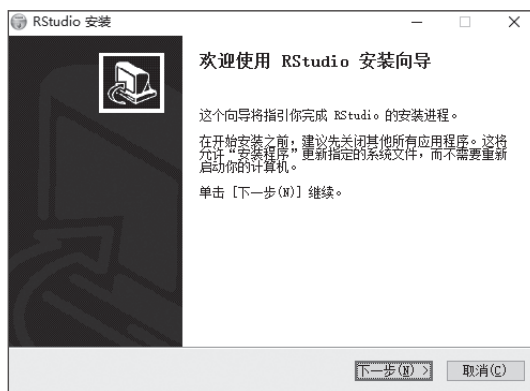 RStudio 安装
欢迎使用 RStudio 安装向导
这个向导将指引你完成 RStudio 的安装进程。
在开始安装之前，建议先关闭其他所有应用程序。这将
允许“安装程序”更新指定的系统文件，而不需要重新
启动你的计算机。
单击 [下一步(N)] 继续。
下一步(N) >
取消(C)